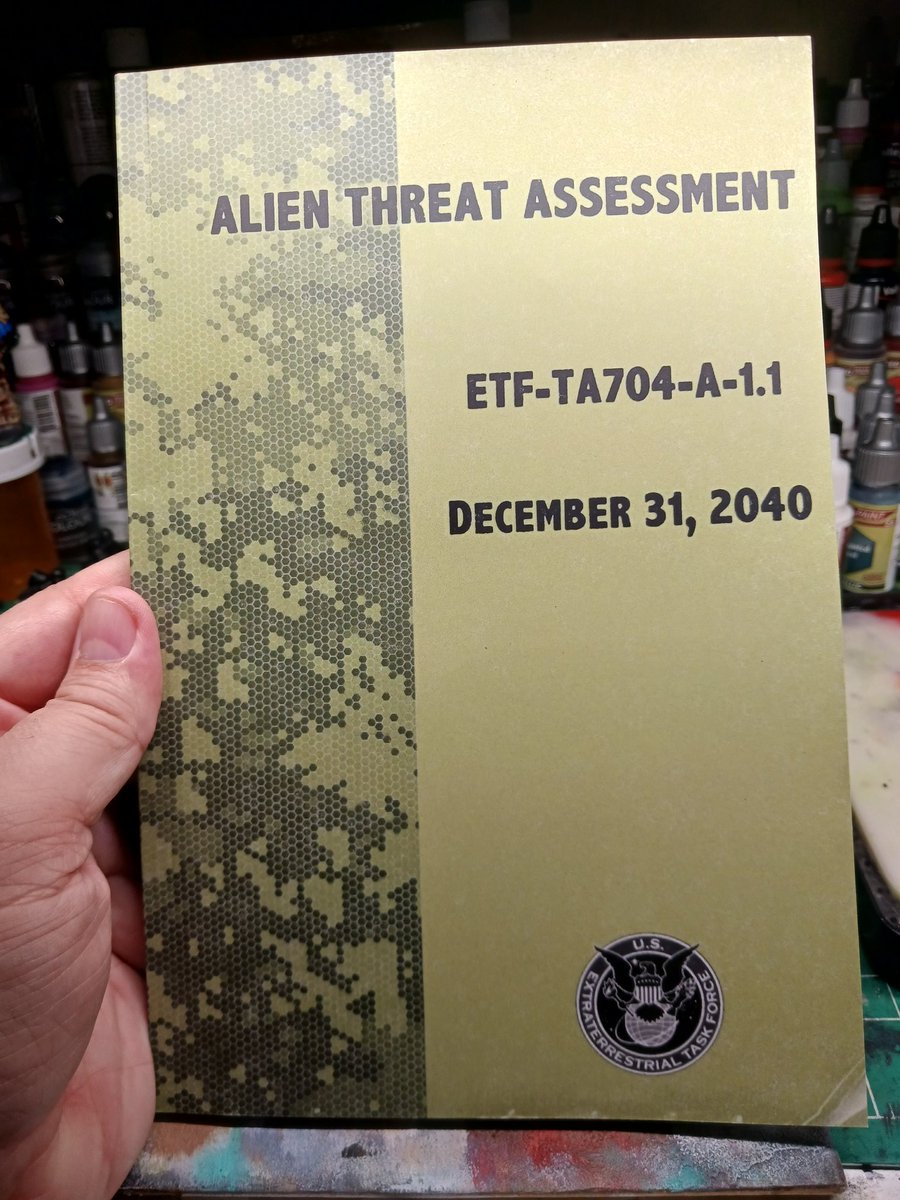 ALIEN THREAT ASSESSMENT
ETF-TA704-A-1.1
DECEMBER 31, 2040
U.S.
EXTRATERRESTRIAL TASK FORCE